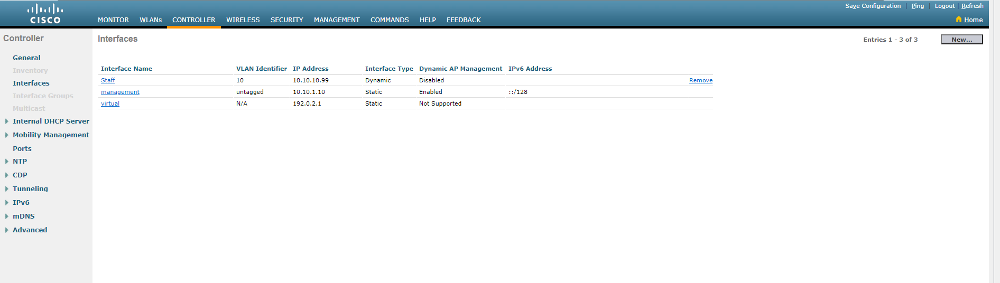 Save Configuration | Ping | Logout | Refresh
CISCO
MONITOR WLANs CONTROLLER WIRELESS SECURITY MANAGEMENT COMMANDS HELP FEEDBACK
Home
Controller
General
Inventory
Interfaces
Interface Groups
Multicast
Internal DHCP Server
Mobility Management
Ports
NTP
CDP
Tunneling
IPv6
mDNS
Advanced
Interfaces
Entries 1 - 3 of 3
New...
Interface Name VLAN Identifier IP Address Interface Type Dynamic AP Management IPv6 Address
Staff 10 10.10.10.99 Dynamic Disabled Remove
management untagged 10.10.1.10 Static Enabled ::/128
virtual N/A 192.0.2.1 Static Not Supported